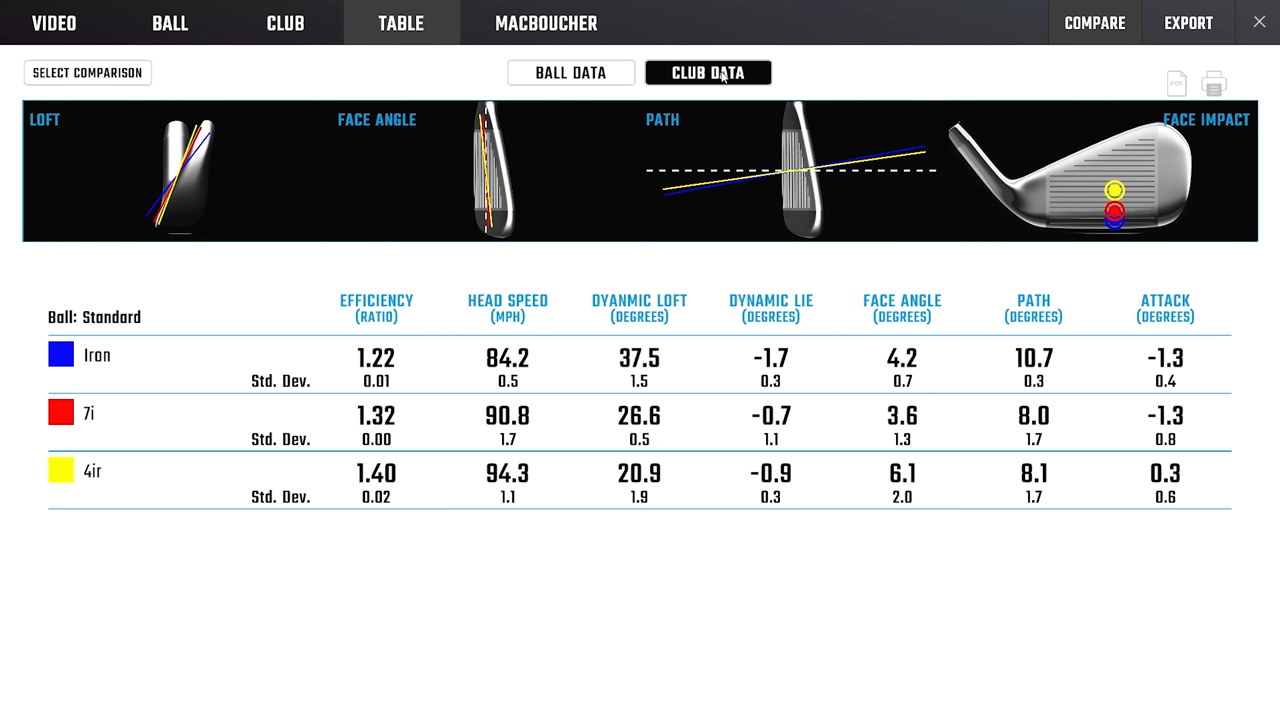 VIDEO BALL CLUB TABLE MACBOUCHER COMPARE EXPORT
SELECT COMPARISON BALL DATA CLUB DATA
PDF
LOFT FACE ANGLE PATH FACE IMPACT
EFFICIENCY HEAD SPEED DYANMIC LOFT DYNAMIC LIE FACE ANGLE PATH ATTACK
Ball: Standard (RATIO) (MPH) (DEGREES) (DEGREES) (DEGREES) (DEGREES) (DEGREES)
Iron 1.22 84.2 37.5 -1.7 4.2 10.7 -1.3
Std. Dev. 0.01 0.5 1.5 0.3 0.7 0.3 0.4
7i 1.32 90.8 26.6 -0.7 3.6 8.0 -1.3
Std. Dev. 0.00 1.7 0.5 1.1 1.3 1.7 0.8
4ir 1.40 94.3 20.9 -0.9 6.1 8.1 0.3
Std. Dev. 0.02 1.1 1.9 0.3 2.0 1.7 0.6